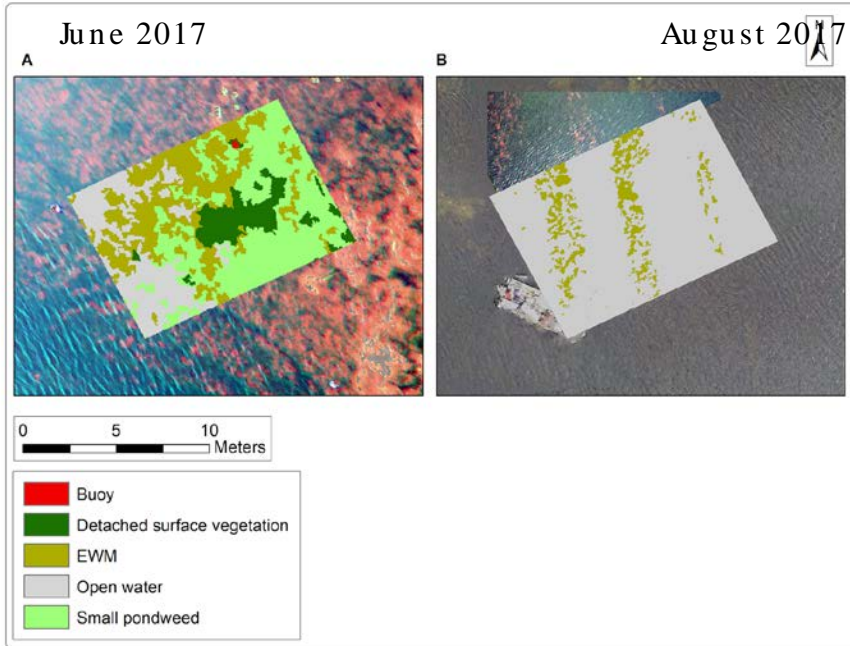 June 2017
August 2017
A
B
0 5 10
Meters
Buoy
Detached surface vegetation
EWM
Open water
Small pondweed